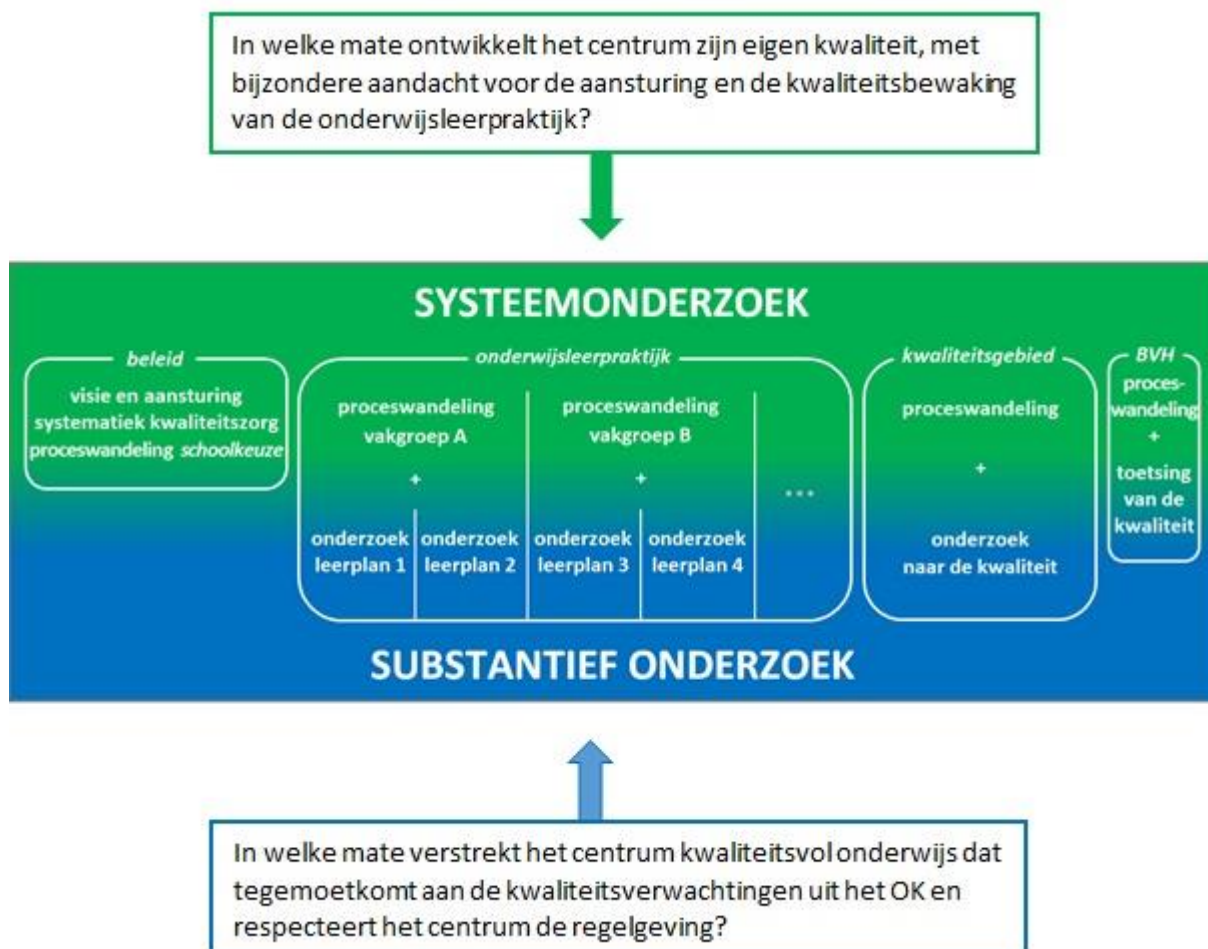 In welke mate ontwikkelt het centrum zijn eigen kwaliteit, met
bijzondere aandacht voor de aansturing en de kwaliteitsbewaking
van de onderwijsleerpraktijk?
SYSTEEMONDERZOEK
beleid
visie en aansturing
systematiek kwaliteitszorg
proceswandeling schoolkeuze
onderwijsleerpraktijk
proceswandeling
vakgroep A
+
onderzoek
leerplan 1
onderzoek
leerplan 2
proceswandeling
vakgroep B
+
onderzoek
leerplan 3
onderzoek
leerplan 4
...
kwaliteitsgebied
proceswandeling
+
onderzoek
naar de kwaliteit
BVH
proces-
wandeling
+
toetsing
van de
kwaliteit
SUBSTANTIEF ONDERZOEK
In welke mate verstrekt het centrum kwaliteitsvol onderwijs dat
tegemoetkomt aan de kwaliteitsverwachtingen uit het OK en
respecteert het centrum de regelgeving?